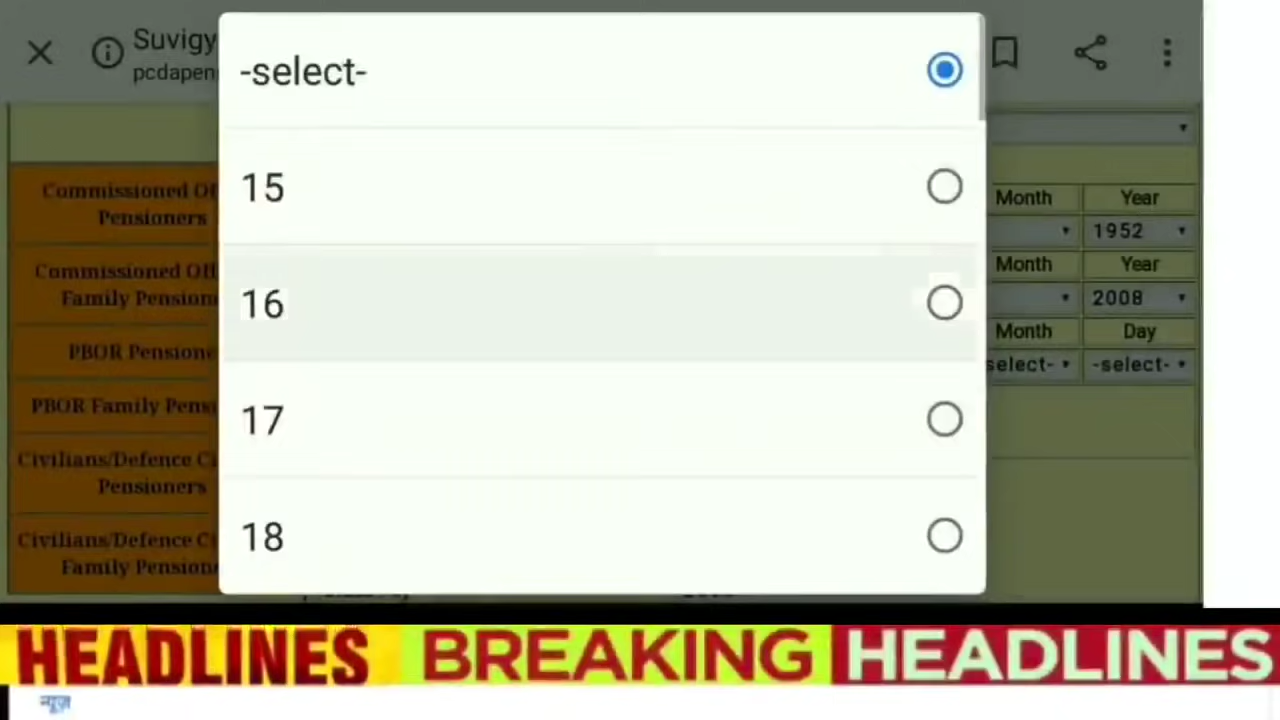 Suvigy
pcdapen
-select-
15
16
17
18
Commissioned Of
Pensioners
Commissioned Off
Family Pension
PBOR Pensione
PBOR Family Pens
Civilians/Defence Ci
Pensioners
Civilians/Defence Ci
Family Pension
Month Year
1952
Month Year
2008
Month Day
select- -select-
HEADLINES BREAKING HEADLINES
न्यूज़